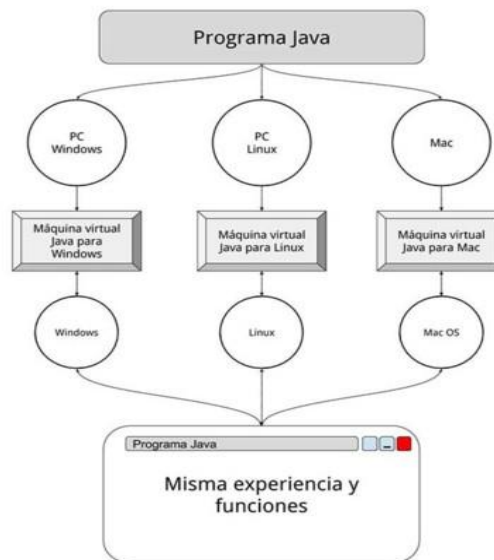 Programa Java
PC
Windows
PC
Linux
Mac
Máquina virtual
Java para
Windows
Máquina virtual
Java para Linux
Máquina virtual
Java para Mac
Windows
Linux
Mac OS
Programa Java
Misma experiencia y
funciones